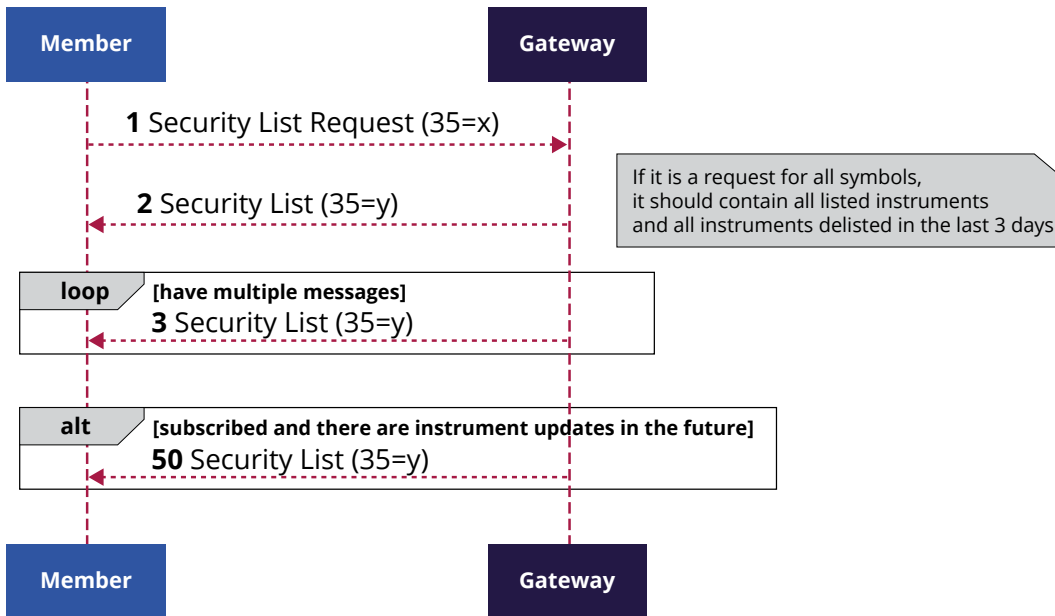 Member
Gateway
1 Security List Request (35=x)
If it is a request for all symbols,
it should contain all listed instruments
and all instruments delisted in the last 3 days
2 Security List (35=y)
loop
[have multiple messages]
3 Security List (35=y)
alt
[subscribed and there are instrument updates in the future]
50 Security List (35=y)
Member
Gateway